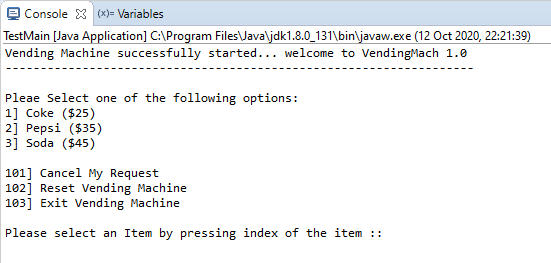 Console (x)= Variables
TestMain [Java Application] C:\Program Files\Java\jdk1.8.0_131\bin\javaw.exe (12 Oct 2020, 22:21:39)
Vending Machine successfully started... welcome to VendingMach 1.0
------------------------------------------------------------------
Pleae Select one of the following options:
1] Coke ($25)
2] Pepsi ($35)
3] Soda ($45)
101] Cancel My Request
102] Reset Vending Machine
103] Exit Vending Machine
Please select an Item by pressing index of the item ::